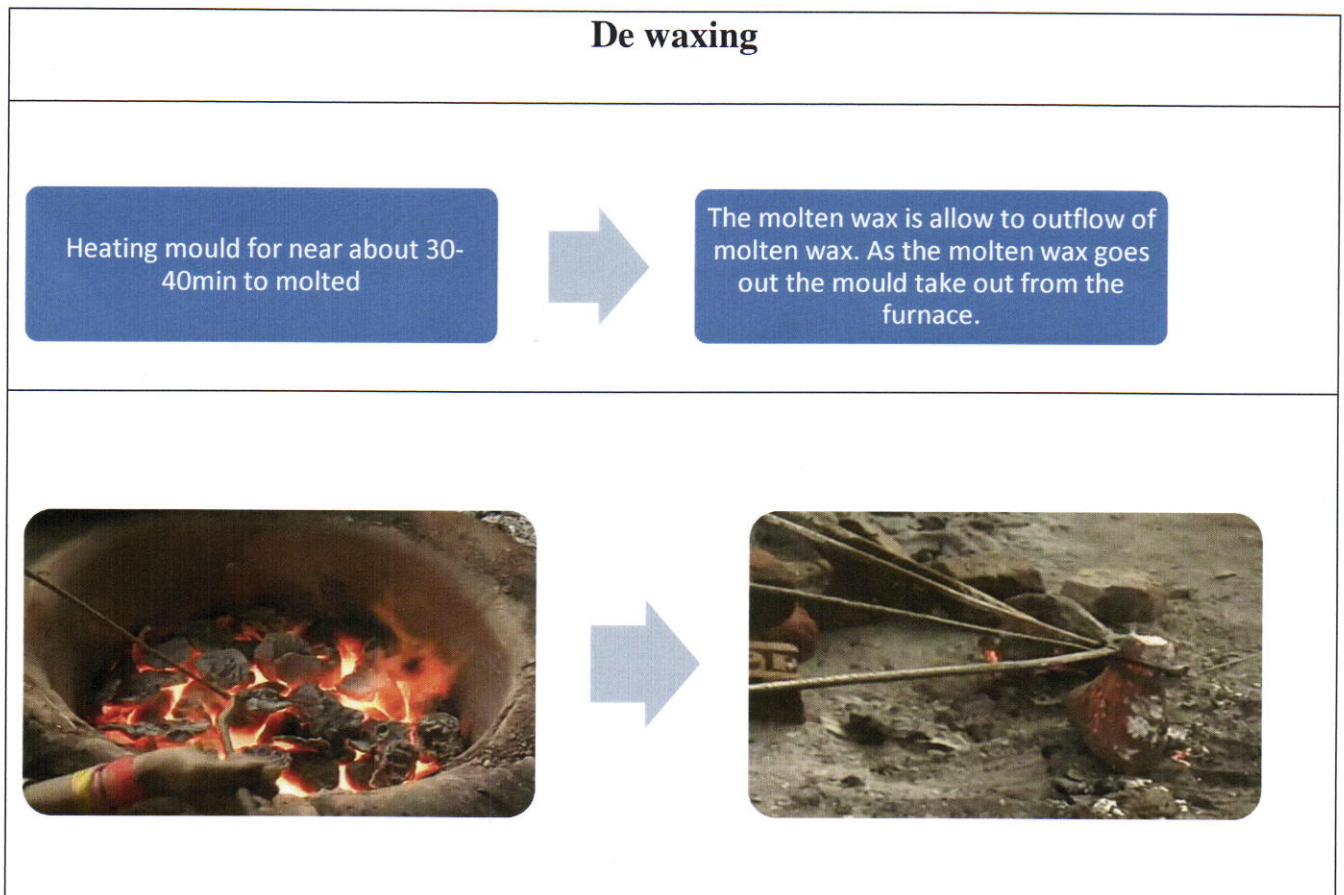 De waxing
Heating mould for near about 30-
40min to molted
The molten wax is allow to outflow of
molten wax. As the molten wax goes
out the mould take out from the
furnace.